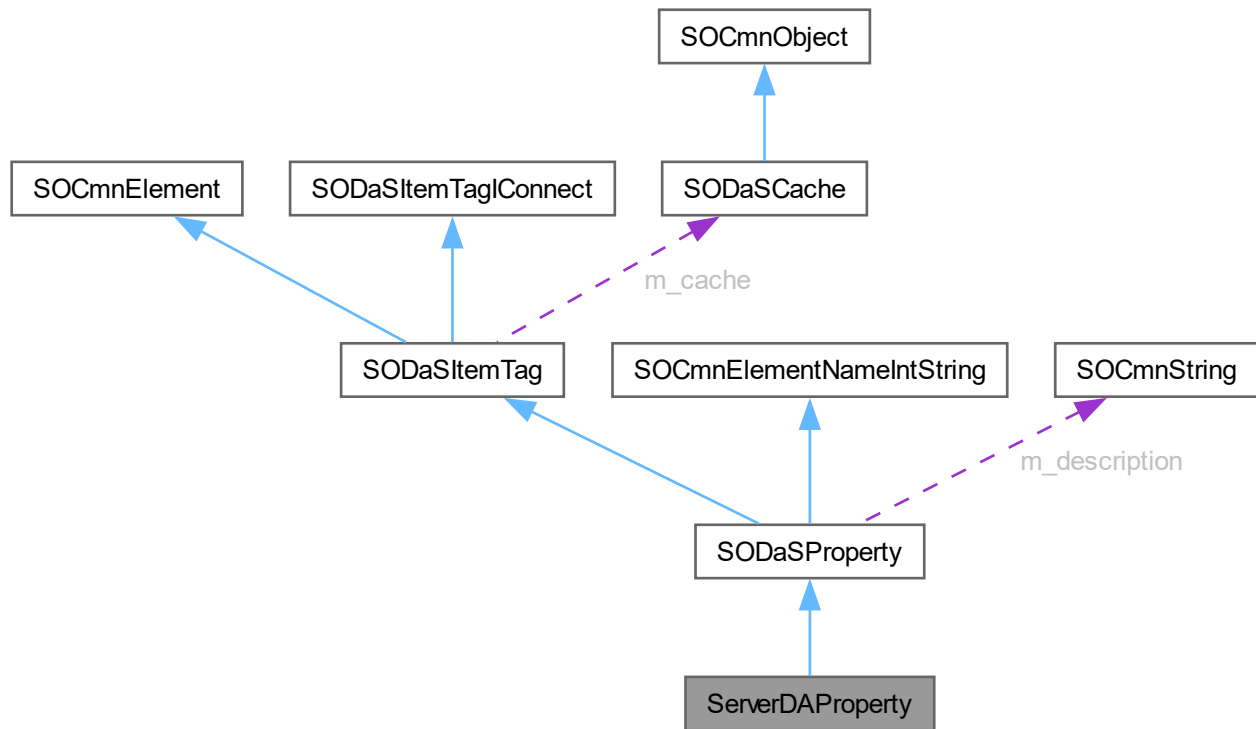 SOCmnObject
SOCmnElement
SODaSItemTagIConnect
SODaSCache
m_cache
SODaSItemTag
SOCmnElementNameIntString
SOCmnString
m_description
SODaSProperty
ServerDAProperty